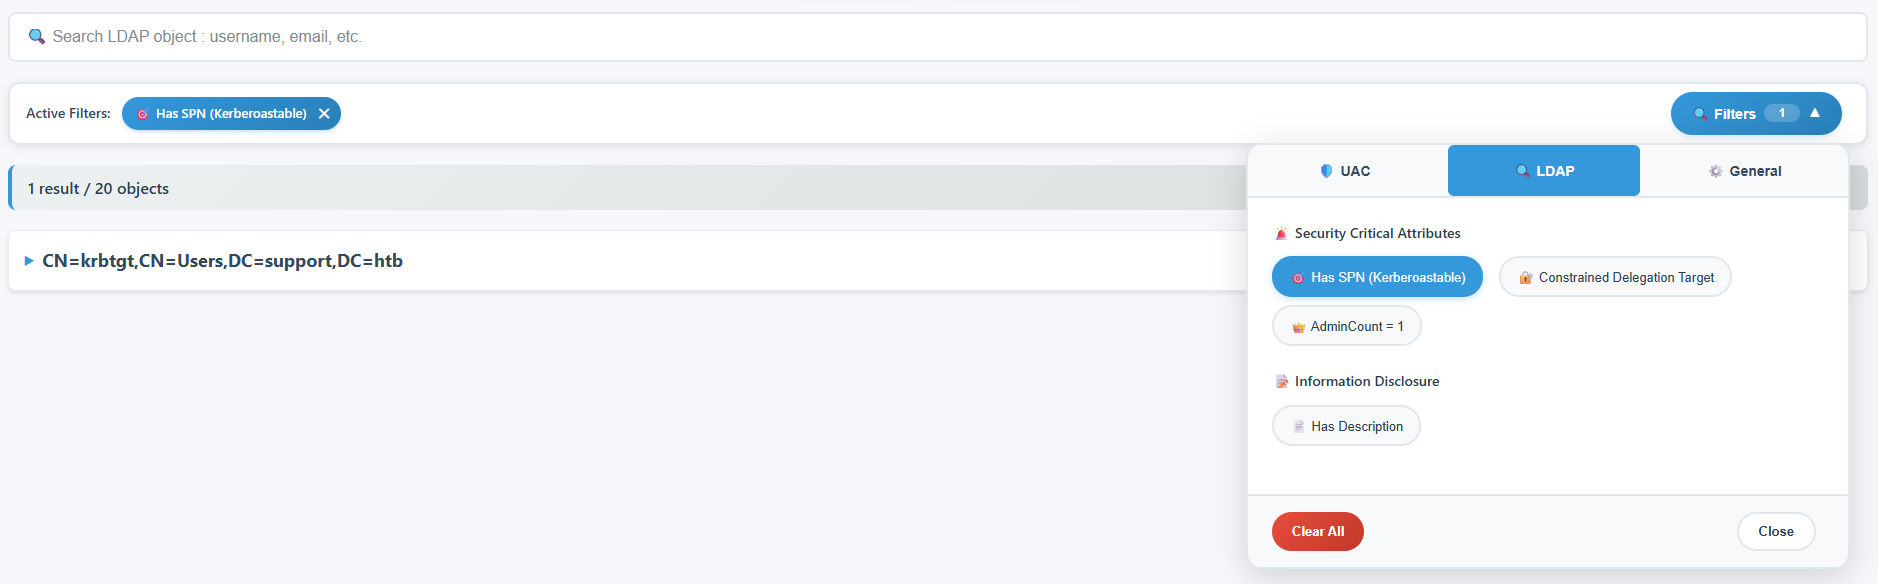 Search LDAP object : username, email, etc.
Active Filters: Has SPN (Kerberoastable) ✕
Filters 1 ▲
UAC LDAP General
1 result / 20 objects
Security Critical Attributes
▶ CN=krbtgt,CN=Users,DC=support,DC=htb
Has SPN (Kerberoastable) Constrained Delegation Target
AdminCount = 1
Information Disclosure
Has Description
Clear All Close